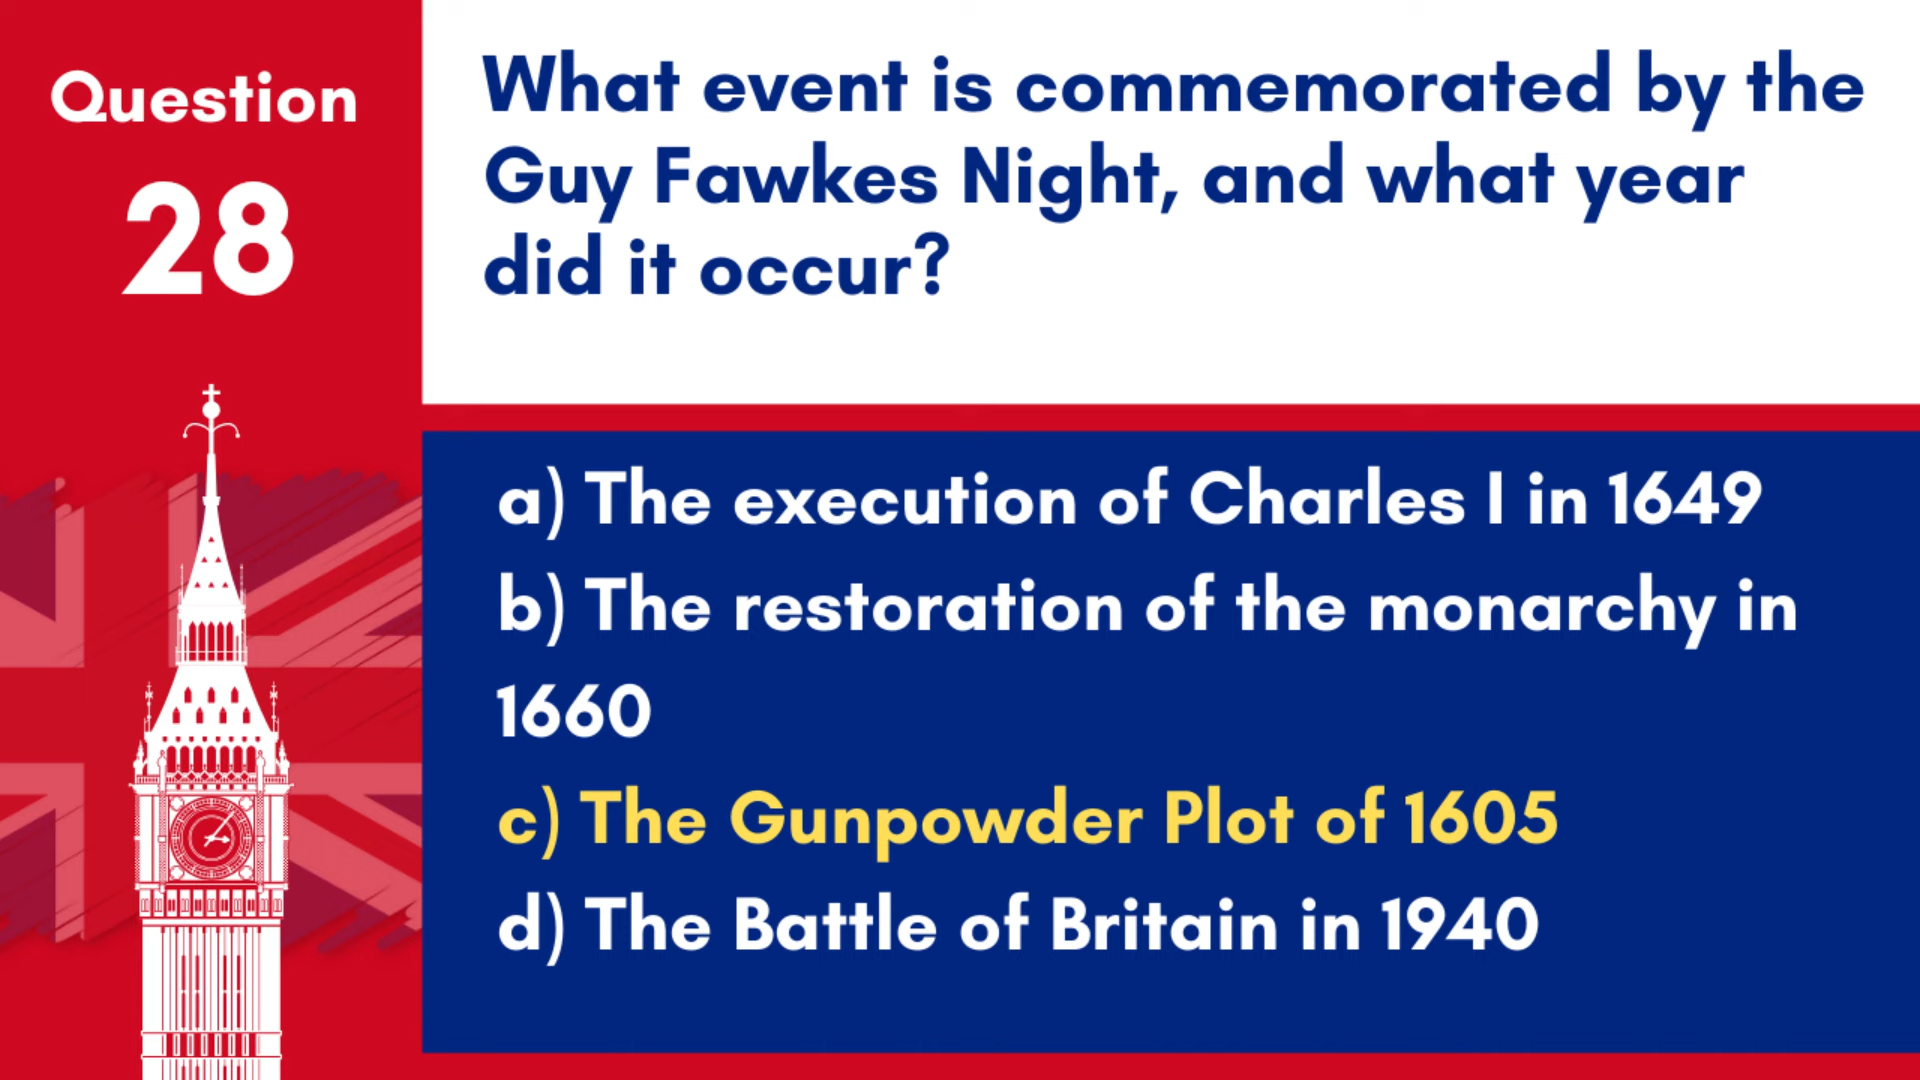 Question
28
What event is commemorated by the
Guy Fawkes Night, and what year
did it occur?
a) The execution of Charles I in 1649
b) The restoration of the monarchy in
1660
c) The Gunpowder Plot of 1605
d) The Battle of Britain in 1940